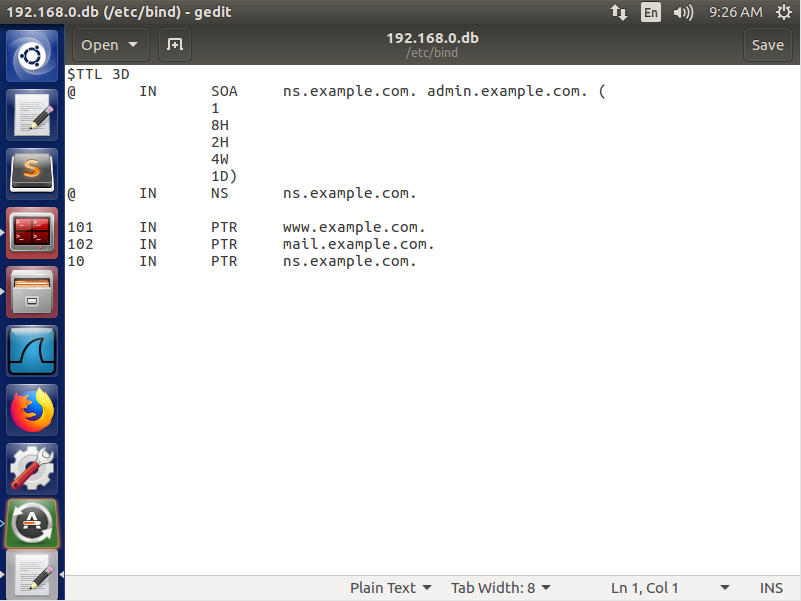 192.168.0.db (/etc/bind) - gedit En 9:26 AM
Open 192.168.0.db Save
/etc/bind
$TTL 3D
@ IN SOA ns.example.com. admin.example.com. (
1
8H
2H
4W
1D)
@ IN NS ns.example.com.
101 IN PTR www.example.com.
102 IN PTR mail.example.com.
10 IN PTR ns.example.com.
Plain Text Tab Width: 8 Ln 1, Col 1 INS